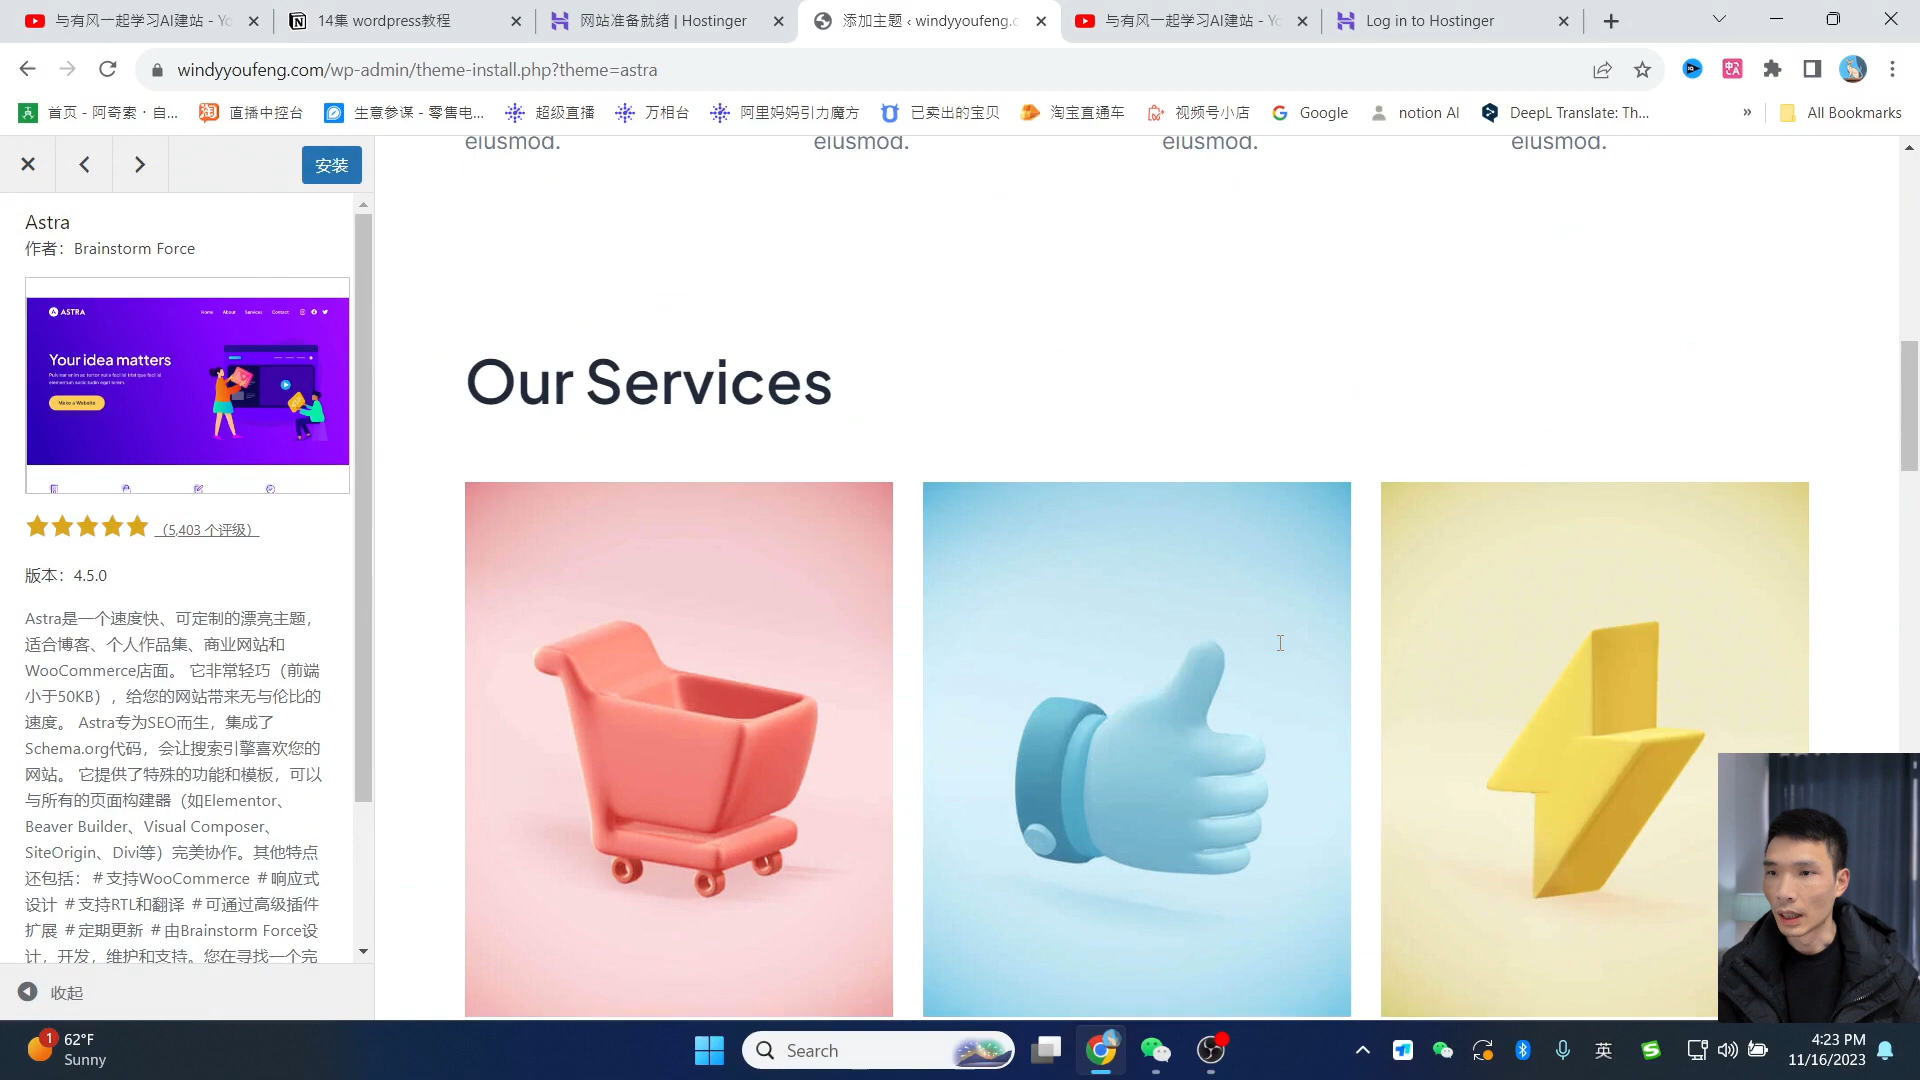 与有风一起学习AI建站 - Yo
14集 wordpress教程
网站准备就绪 | Hostinger
添加主题 ‹ windyyoufeng.c
与有风一起学习AI建站 - Yo
Log in to Hostinger
windyyoufeng.com/wp-admin/theme-install.php?theme=astra
首页 - 阿奇索 · 自...
直播中控台
生意参谋 - 零售电...
超级直播
万相台
阿里妈妈引力魔方
已卖出的宝贝
淘宝直通车
视频号小店
Google
notion AI
DeepL Translate: Th...
»
All Bookmarks
安装
Astra
作者：Brainstorm Force
ASTRA
Home About Services Contact
Your idea matters
Make a Website
（5,403 个评级）
版本：4.5.0
Astra是一个速度快、可定制的漂亮主题，
适合博客、个人作品集、商业网站和
WooCommerce店面。 它非常轻巧（前端
小于50KB），给您的网站带来无与伦比的
速度。 Astra专为SEO而生，集成了
Schema.org代码，会让搜索引擎喜欢您的
网站。 它提供了特殊的功能和模板，可以
与所有的页面构建器（如Elementor、
Beaver Builder、Visual Composer、
SiteOrigin、Divi等）完美协作。其他特点
还包括：＃支持WooCommerce ＃响应式
设计 ＃支持RTL和翻译 ＃可通过高级插件
扩展 ＃定期更新 ＃由Brainstorm Force设
计，开发，维护和支持。您在寻找一个完
收起
eiusmod.
eiusmod.
eiusmod.
eiusmod.
Our Services
1
62°F
Sunny
Search
英
4:23 PM
11/16/2023